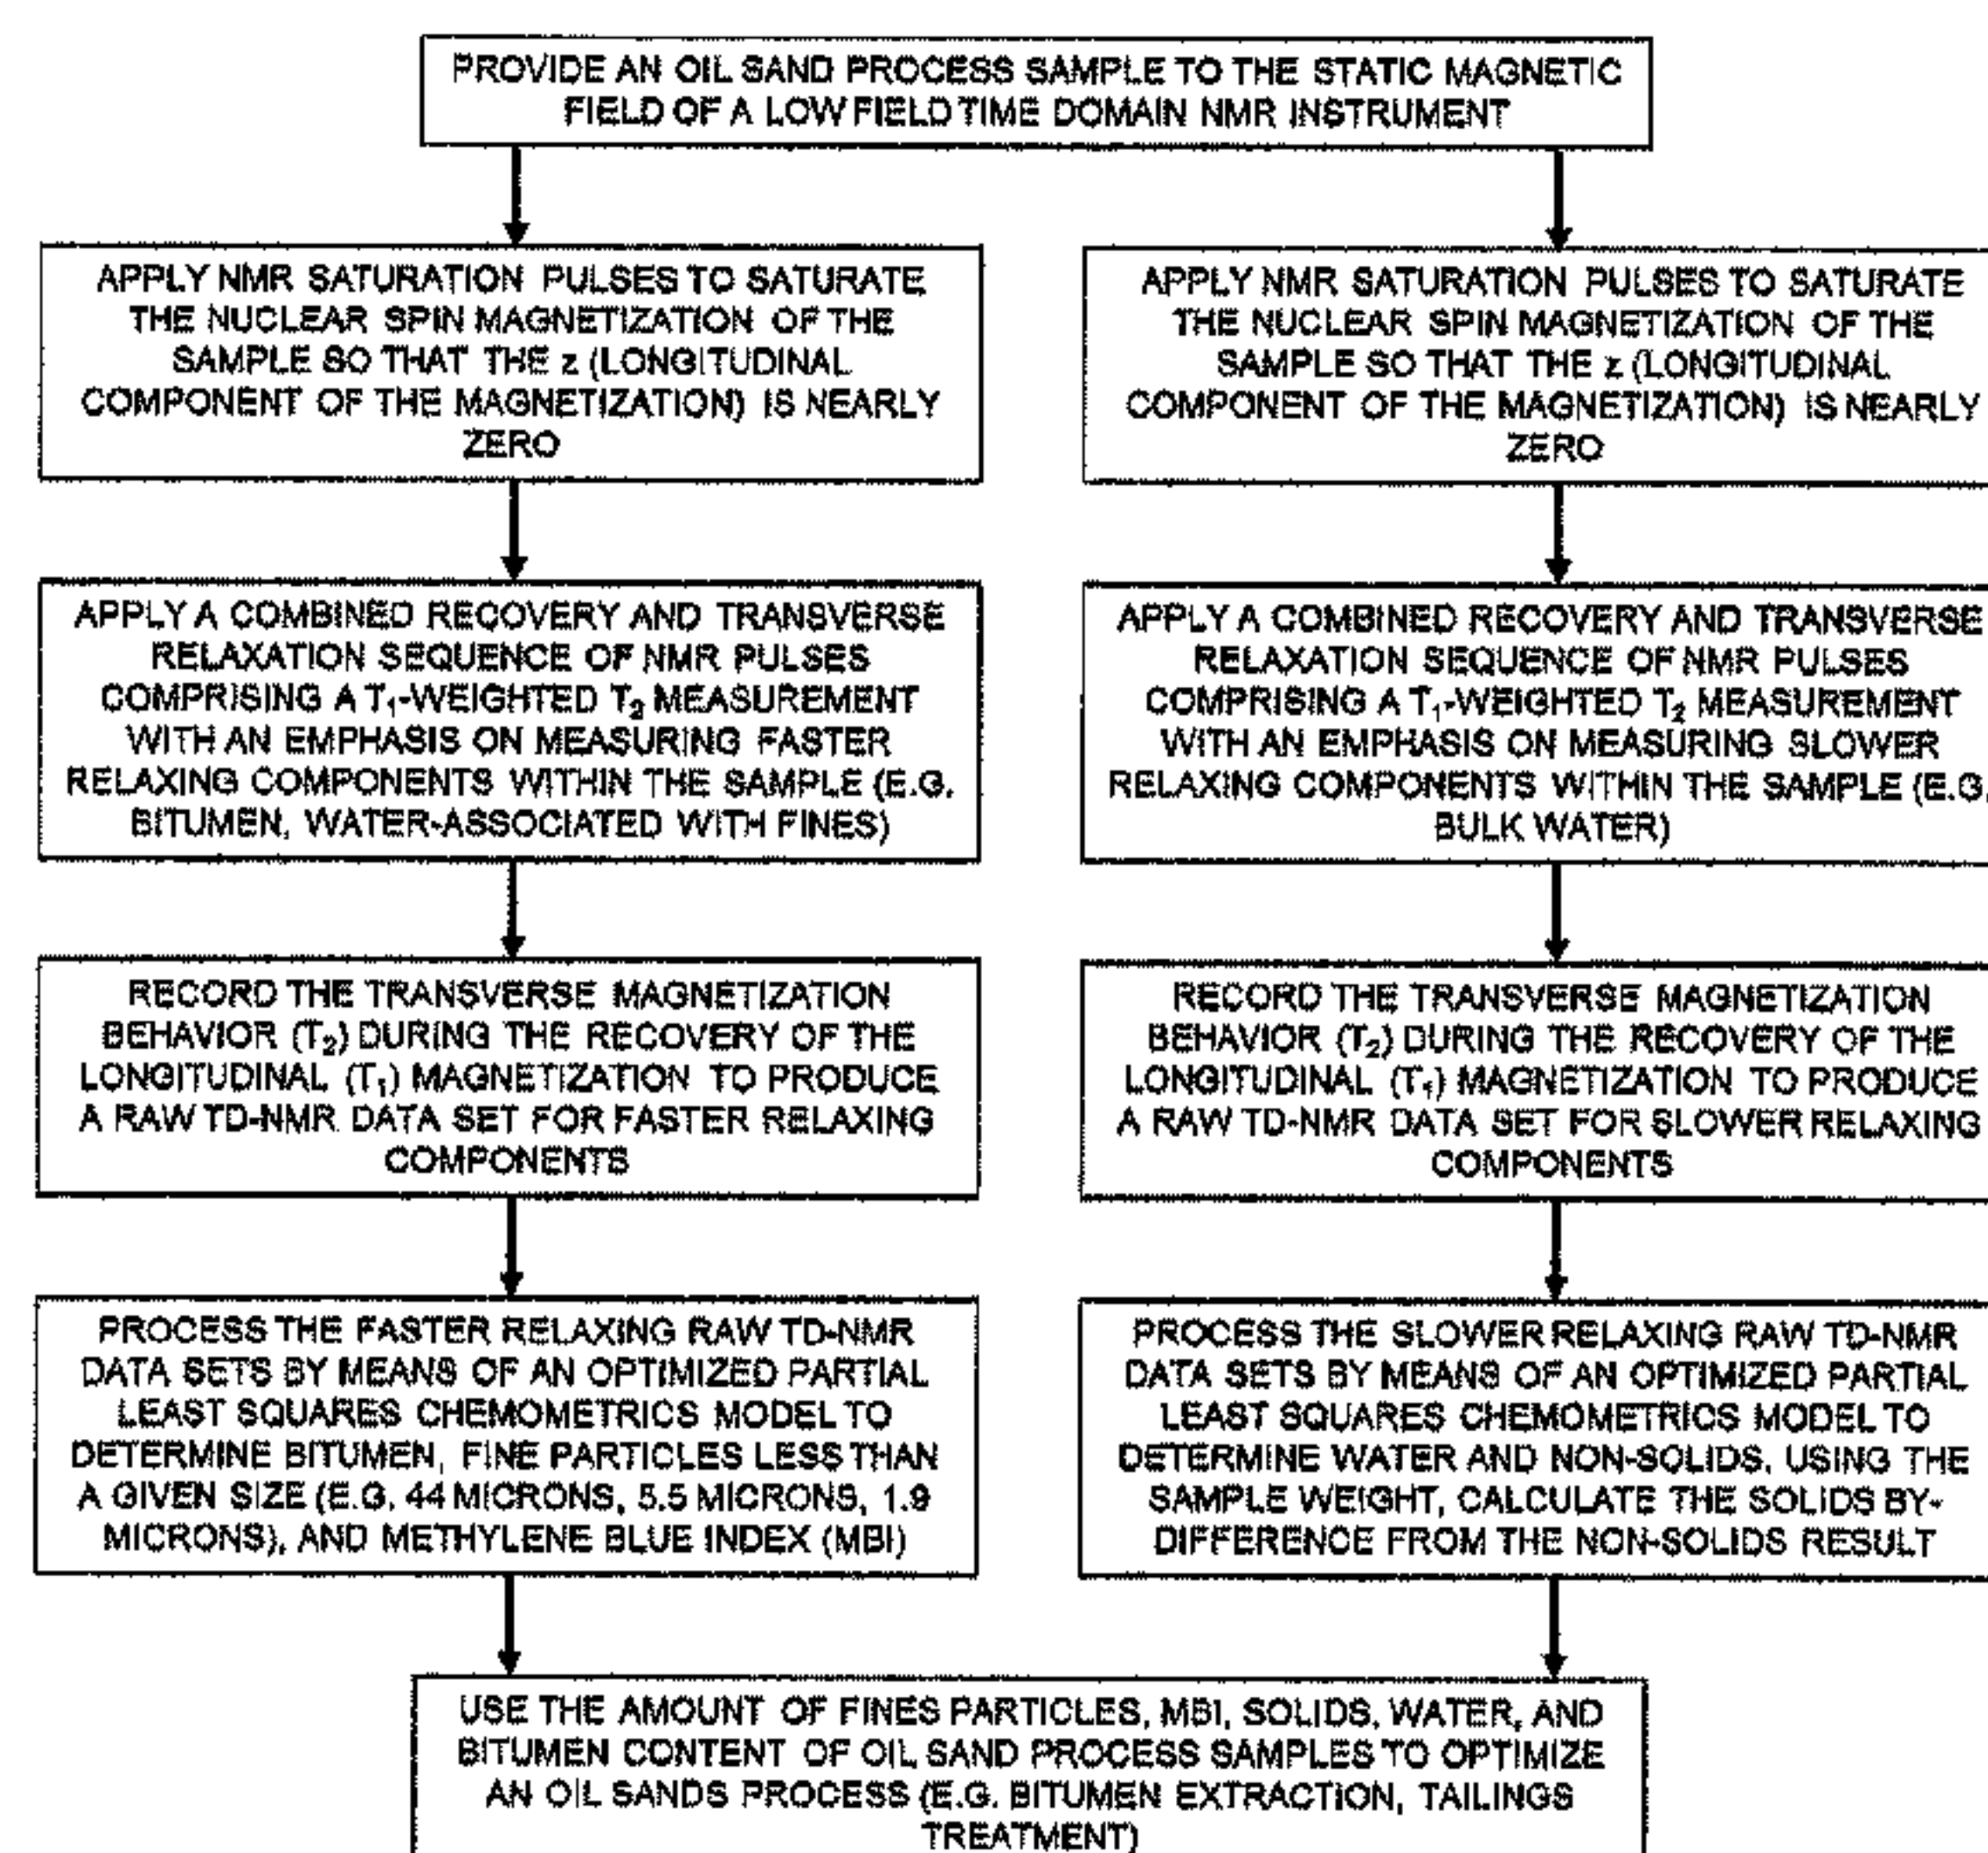 PROVIDE AN OIL SAND PROCESS SAMPLE TO THE STATIC MAGNETIC
FIELD OF A LOW FIELD TIME DOMAIN NMR INSTRUMENT
APPLY NMR SATURATION PULSES TO SATURATE
THE NUCLEAR SPIN MAGNETIZATION OF THE
SAMPLE SO THAT THE z (LONGITUDINAL
COMPONENT OF THE MAGNETIZATION) IS NEARLY
ZERO
APPLY A COMBINED RECOVERY AND TRANSVERSE
RELAXATION SEQUENCE OF NMR PULSES
COMPRISING A T₁-WEIGHTED T₂ MEASUREMENT
WITH AN EMPHASIS ON MEASURING FASTER
RELAXING COMPONENTS WITHIN THE SAMPLE (E.G.
BITUMEN, WATER-ASSOCIATED WITH FINES)
RECORD THE TRANSVERSE MAGNETIZATION
BEHAVIOR (T₂) DURING THE RECOVERY OF THE
LONGITUDINAL (T₁) MAGNETIZATION TO PRODUCE
A RAW TD-NMR DATA SET FOR FASTER RELAXING
COMPONENTS
PROCESS THE FASTER RELAXING RAW TD-NMR
DATA SETS BY MEANS OF AN OPTIMIZED PARTIAL
LEAST SQUARES CHEMOMETRICS MODEL TO
DETERMINE BITUMEN, FINE PARTICLES LESS THAN
A GIVEN SIZE (E.G. 44 MICRONS, 5.5 MICRONS, 1.9
MICRONS), AND METHYLENE BLUE INDEX (MBI)
APPLY NMR SATURATION PULSES TO SATURATE
THE NUCLEAR SPIN MAGNETIZATION OF THE
SAMPLE SO THAT THE z (LONGITUDINAL
COMPONENT OF THE MAGNETIZATION) IS NEARLY
ZERO
APPLY A COMBINED RECOVERY AND TRANSVERSE
RELAXATION SEQUENCE OF NMR PULSES
COMPRISING A T₁-WEIGHTED T₂ MEASUREMENT
WITH AN EMPHASIS ON MEASURING SLOWER
RELAXING COMPONENTS WITHIN THE SAMPLE (E.G.
BULK WATER)
RECORD THE TRANSVERSE MAGNETIZATION
BEHAVIOR (T₂) DURING THE RECOVERY OF THE
LONGITUDINAL (T₁) MAGNETIZATION TO PRODUCE
A RAW TD-NMR DATA SET FOR SLOWER RELAXING
COMPONENTS
PROCESS THE SLOWER RELAXING RAW TD-NMR
DATA SETS BY MEANS OF AN OPTIMIZED PARTIAL
LEAST SQUARES CHEMOMETRICS MODEL TO
DETERMINE WATER AND NON-SOLIDS. USING THE
SAMPLE WEIGHT, CALCULATE THE SOLIDS BY-
DIFFERENCE FROM THE NON-SOLIDS RESULT
USE THE AMOUNT OF FINES PARTICLES, MBI, SOLIDS, WATER, AND
BITUMEN CONTENT OF OIL SAND PROCESS SAMPLES TO OPTIMIZE
AN OIL SANDS PROCESS (E.G. BITUMEN EXTRACTION, TAILINGS
TREATMENT)